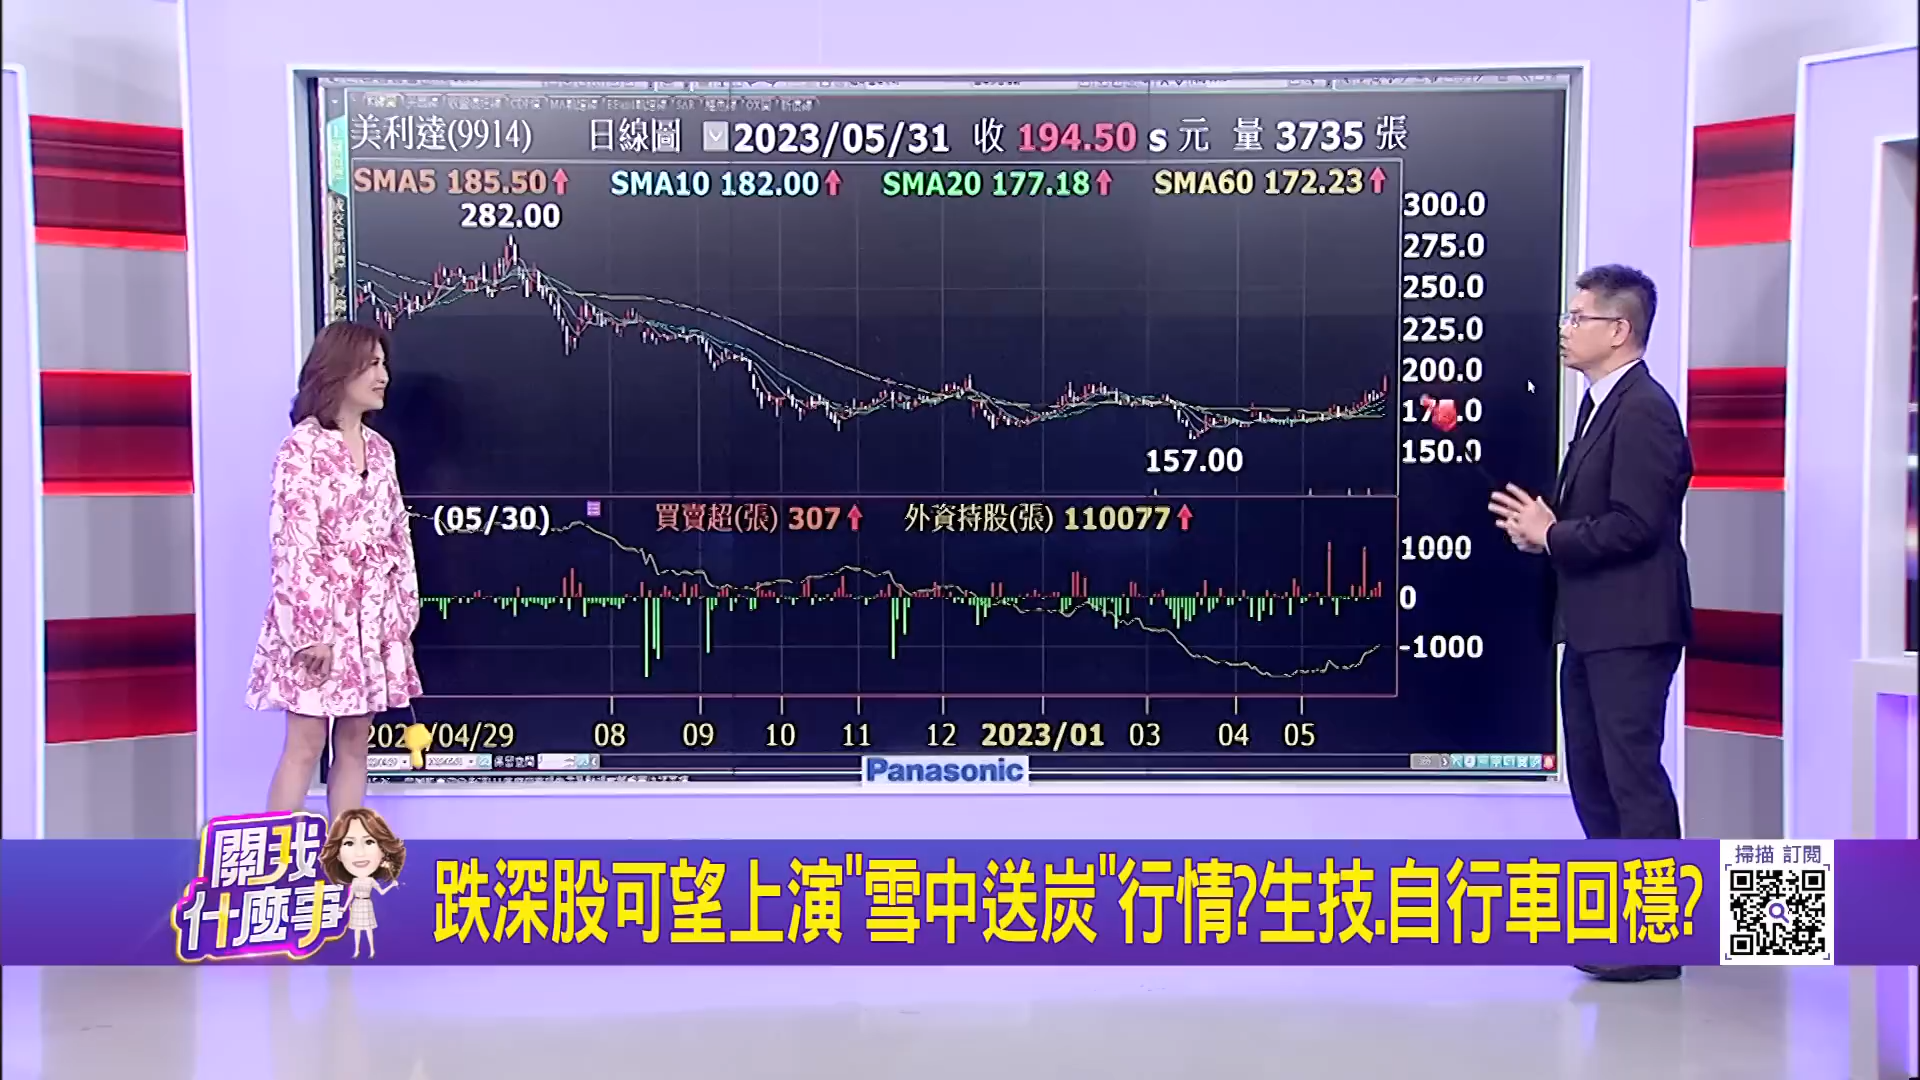 美利達(9914) 日線圖 2023/05/31 收 194.50 s 元 量 3735 張
SMA5 185.50↑ SMA10 182.00↑ SMA20 177.18↑ SMA60 172.23↑
282.00
300.0
275.0
250.0
225.0
200.0
150.0
157.00
(05/30) 買賣超(張) 307↑ 外資持股(張) 110077↑
1000
0
-1000
/04/29 08 09 10 11 12 2023/01 03 04 05
Panasonic
關我
什麼事
跌深股可望上演"雪中送炭"行情?生技.自行車回穩?
掃描 訂閱